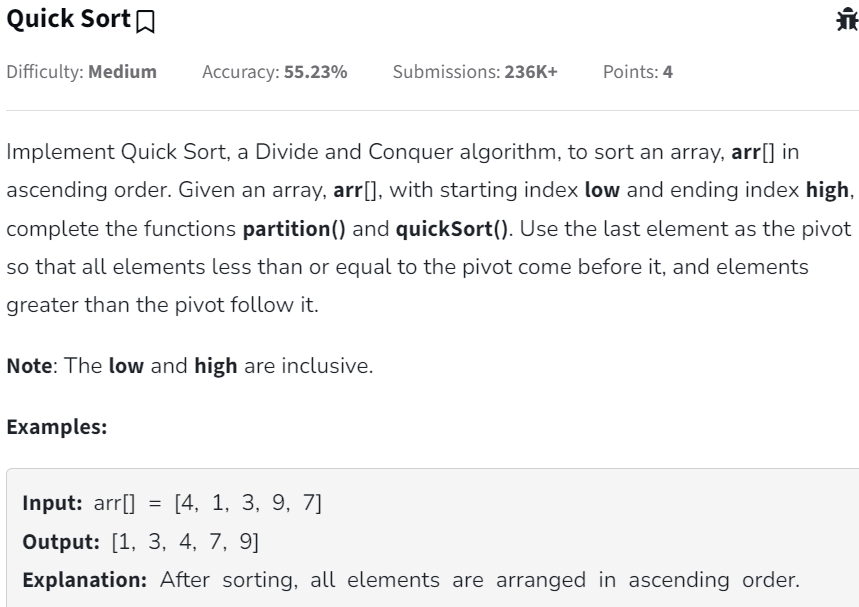 Quick Sort
Difficulty: Medium Accuracy: 55.23% Submissions: 236K+ Points: 4
Implement Quick Sort, a Divide and Conquer algorithm, to sort an array, arr[] in
ascending order. Given an array, arr[], with starting index low and ending index high,
complete the functions partition() and quickSort(). Use the last element as the pivot
so that all elements less than or equal to the pivot come before it, and elements
greater than the pivot follow it.
Note: The low and high are inclusive.
Examples:
Input: arr[] = [4, 1, 3, 9, 7]
Output: [1, 3, 4, 7, 9]
Explanation: After sorting, all elements are arranged in ascending order.